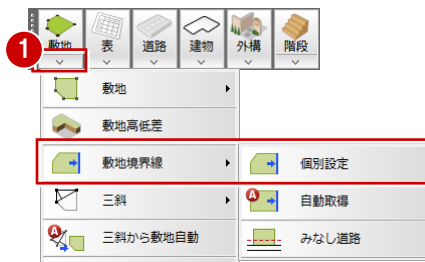 敷地 表 道路 建物 外構 階段
1
敷地
敷地高低差
敷地境界線 個別設定
三斜 A 自動取得
A 三斜から敷地自動 みなし道路